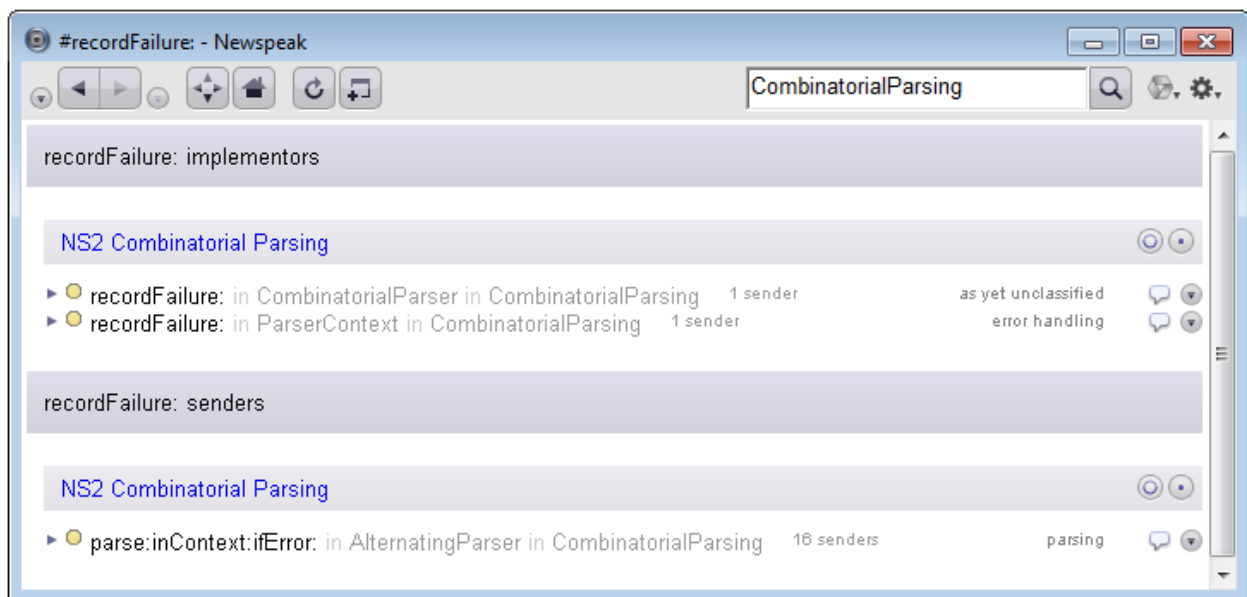 #recordFailure: - Newspeak
CombinatorialParsing
recordFailure: implementors
NS2 Combinatorial Parsing
recordFailure: in CombinatorialParser in CombinatorialParsing 1 sender as yet unclassified
recordFailure: in ParserContext in CombinatorialParsing 1 sender error handling
recordFailure: senders
NS2 Combinatorial Parsing
parse:inContext:ifError: in AlternatingParser in CombinatorialParsing 16 senders parsing